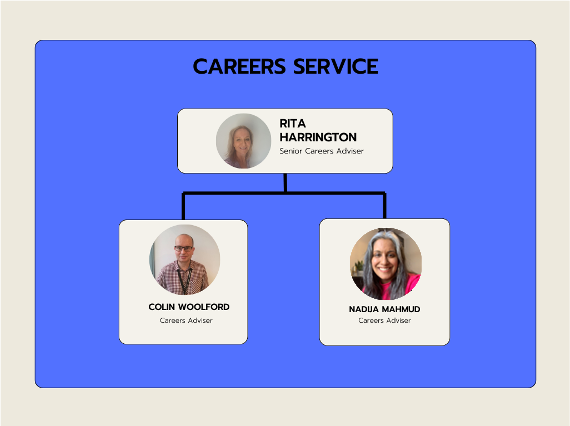 CAREERS SERVICE
RITA
HARRINGTON
Senior Careers Adviser
COLIN WOOLFORD
Careers Adviser
NADIJA MAHMUD
Careers Adviser